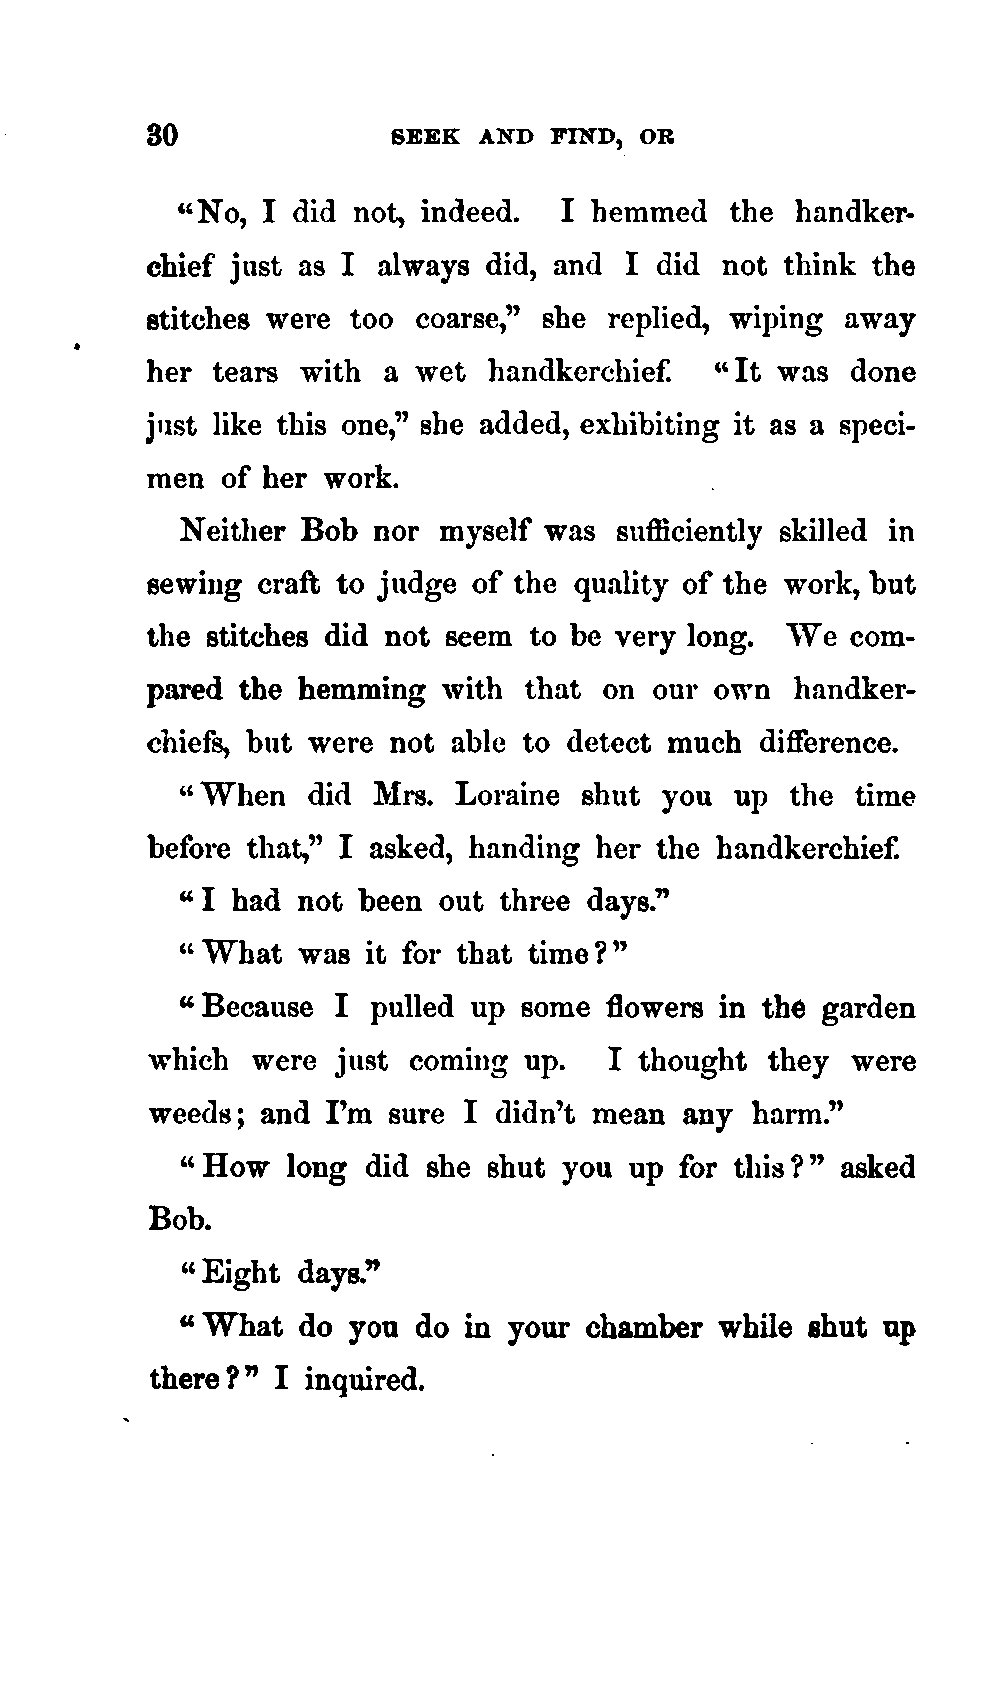 30 SEEK AND FIND, OR
“No, I did not, indeed. I hemmed the handker-
chief just as I always did, and I did not think the
stitches were too coarse,” she replied, wiping away
her tears with a wet handkerchief. “It was done
just like this one,” she added, exhibiting it as a speci-
men of her work.
Neither Bob nor myself was sufficiently skilled in
sewing craft to judge of the quality of the work, but
the stitches did not seem to be very long. We com-
pared the hemming with that on our own handker-
chiefs, but were not able to detect much difference.
“When did Mrs. Loraine shut you up the time
before that,” I asked, handing her the handkerchief.
“I had not been out three days.”
“What was it for that time?”
“Because I pulled up some flowers in the garden
which were just coming up. I thought they were
weeds; and I’m sure I didn’t mean any harm.”
“How long did she shut you up for this?” asked
Bob.
“Eight days.”
“What do you do in your chamber while shut up
there?” I inquired.